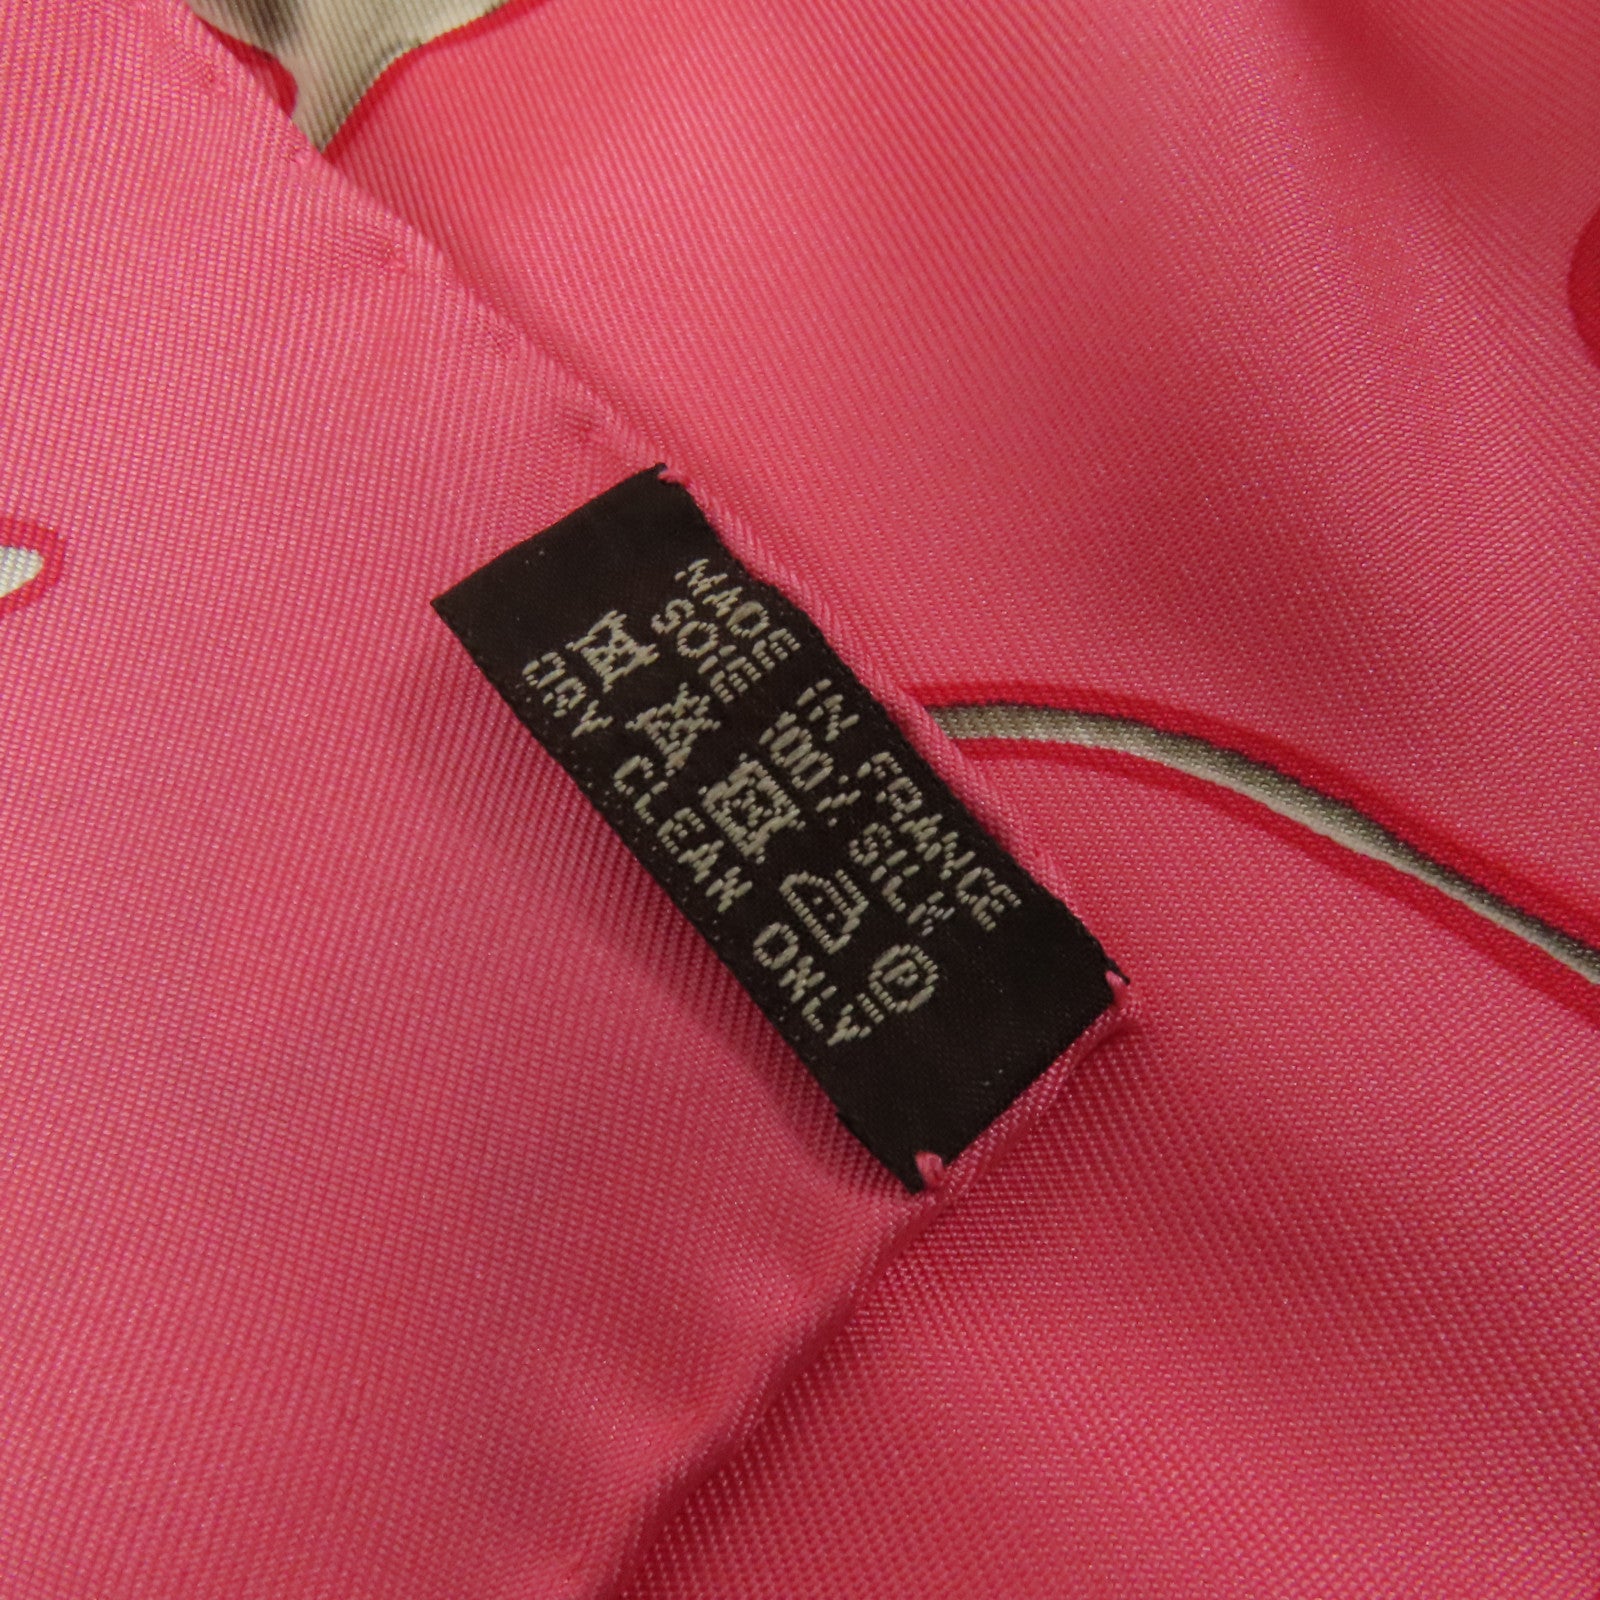 MADE IN FRANCE
SOIE 100% SILK
P
DRY CLEAN ONLY